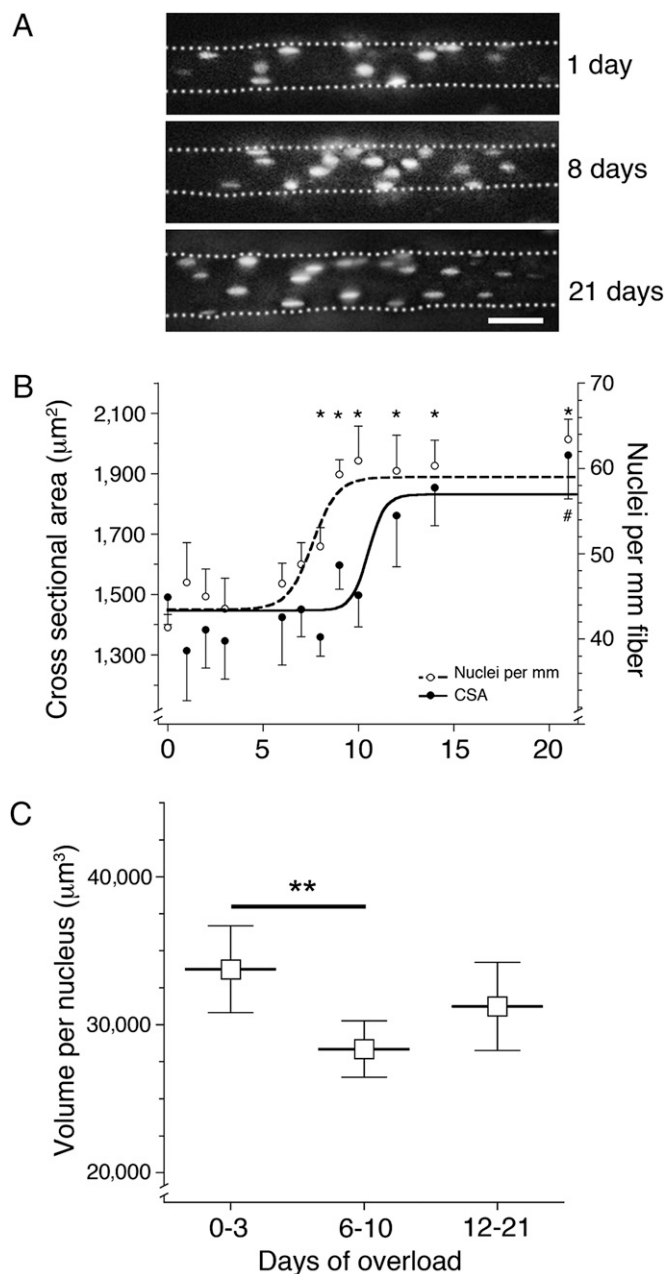 A
1 day
8 days
21 days
B
Cross sectional area (μm²)
2,100
1,900
1,700
1,500
1,300
* * * * * *
#
70
60
50
40
Nuclei per mm fiber
Nuclei per mm
CSA
0 5 10 15 20
C
Volume per nucleus (μm³)
40,000
30,000
20,000
**
0-3 6-10 12-21
Days of overload